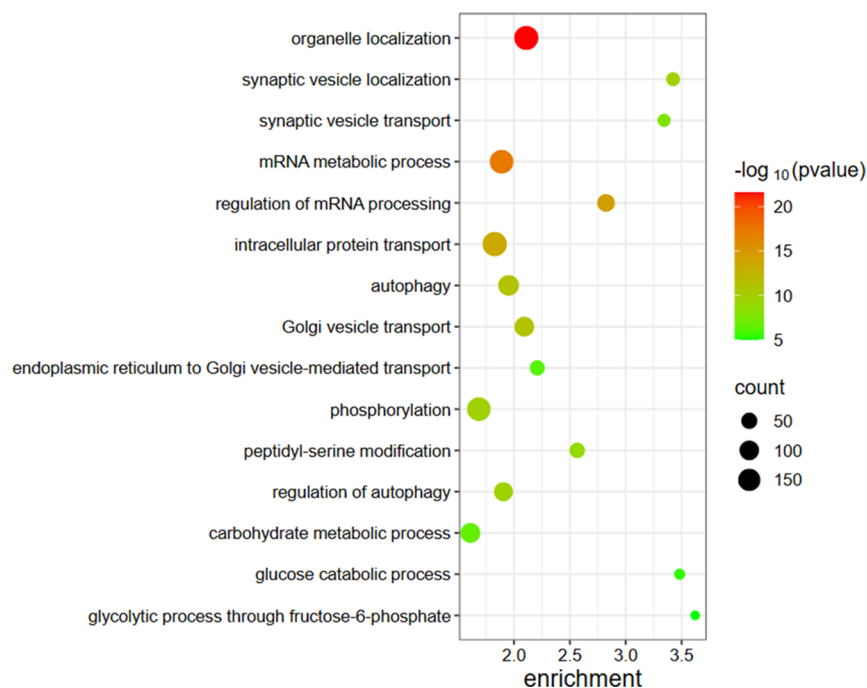 organelle localization
synaptic vesicle localization
synaptic vesicle transport
mRNA metabolic process
regulation of mRNA processing
intracellular protein transport
autophagy
Golgi vesicle transport
endoplasmic reticulum to Golgi vesicle-mediated transport
phosphorylation
peptidyl-serine modification
regulation of autophagy
carbohydrate metabolic process
glucose catabolic process
glycolytic process through fructose-6-phosphate
2.0 2.5 3.0 3.5
enrichment
-log 10 (pvalue)
20
15
10
5
count
50
100
150